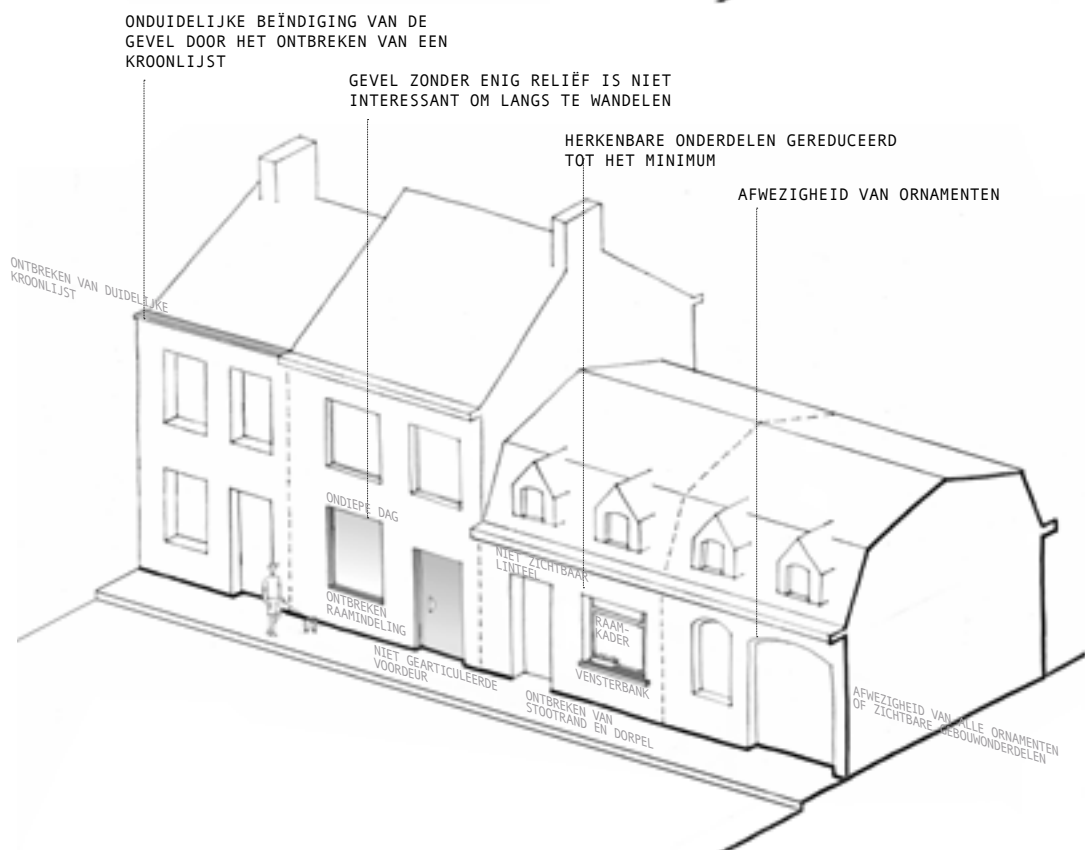 ONDUIDELIJKE BEËINDIGING VAN DE
GEVEL DOOR HET ONTBREKEN VAN EEN
KROONLIJST
GEVEL ZONDER ENIG RELIËF IS NIET
INTERESSANT OM LANGS TE WANDELEN
HERKENBARE ONDERDELEN GEREDUCEERD
TOT HET MINIMUM
AFWEZIGHEID VAN ORNAMENTEN
ONTBREKEN VAN DUIDELIJKE
KROONLIJST
ONDIEPE DAG
NIET ZICHTBAAR
LINTEEL
ONTBREKEN
RAAMINDELING
RAAM-
KADER
NIET GEARTICULEERDE
VOORDEUR
VENSTERBANK
ONTBREKEN VAN
STOOTRAND EN DORPEL
AFWEZIGHEID VAN ALLE ORNAMENTEN
OF ZICHTBARE GEBOUWONDERDELEN